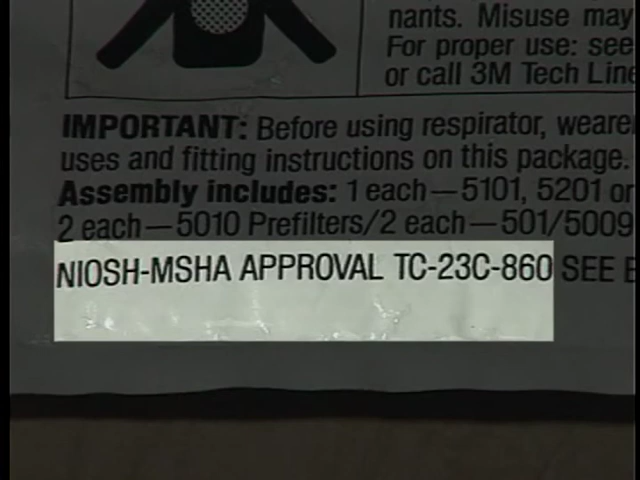 nants. Misuse may
For proper use: see
or call 3M Tech Line
IMPORTANT: Before using respirator, weare
uses and fitting instructions on this package.
Assembly includes: 1 each—5101, 5201 or
2 each—5010 Prefilters/2 each—501/5009
NIOSH-MSHA APPROVAL TC-23C-860 SEE